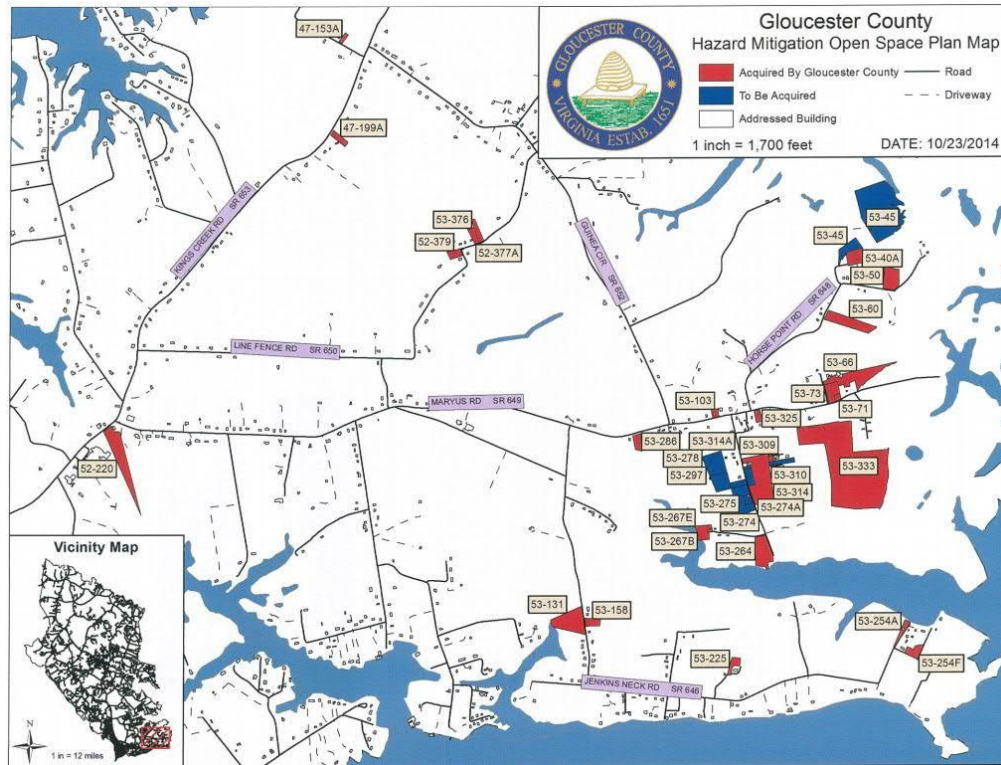 Gloucester County
Hazard Mitigation Open Space Plan Map
Acquired By Gloucester County
Road
To Be Acquired
Driveway
Addressed Building
1 inch = 1,700 feet
DATE: 10/23/2014
GLOUCESTER COUNTY
VIRGINIA ESTAB. 1651
47-153A
47-199A
KINGS CREEK RD SR 653
53-376
52-379
52-377A
GUINEA CIR SR 652
53-45
53-45
53-40A
53-50
53-60
HORSE POINT RD SR 648
LINE FENCE RD SR 650
53-66
53-73
53-71
MARYUS RD SR 649
53-103
53-325
53-286
53-314A
53-309
53-278
53-297
53-310
53-333
53-314
53-275
53-274A
53-274
52-220
53-267E
53-267B
53-264
53-131
53-158
53-254A
53-225
53-254F
JENKINS NECK RD SR 646
Vicinity Map
N
1 in = 12 miles